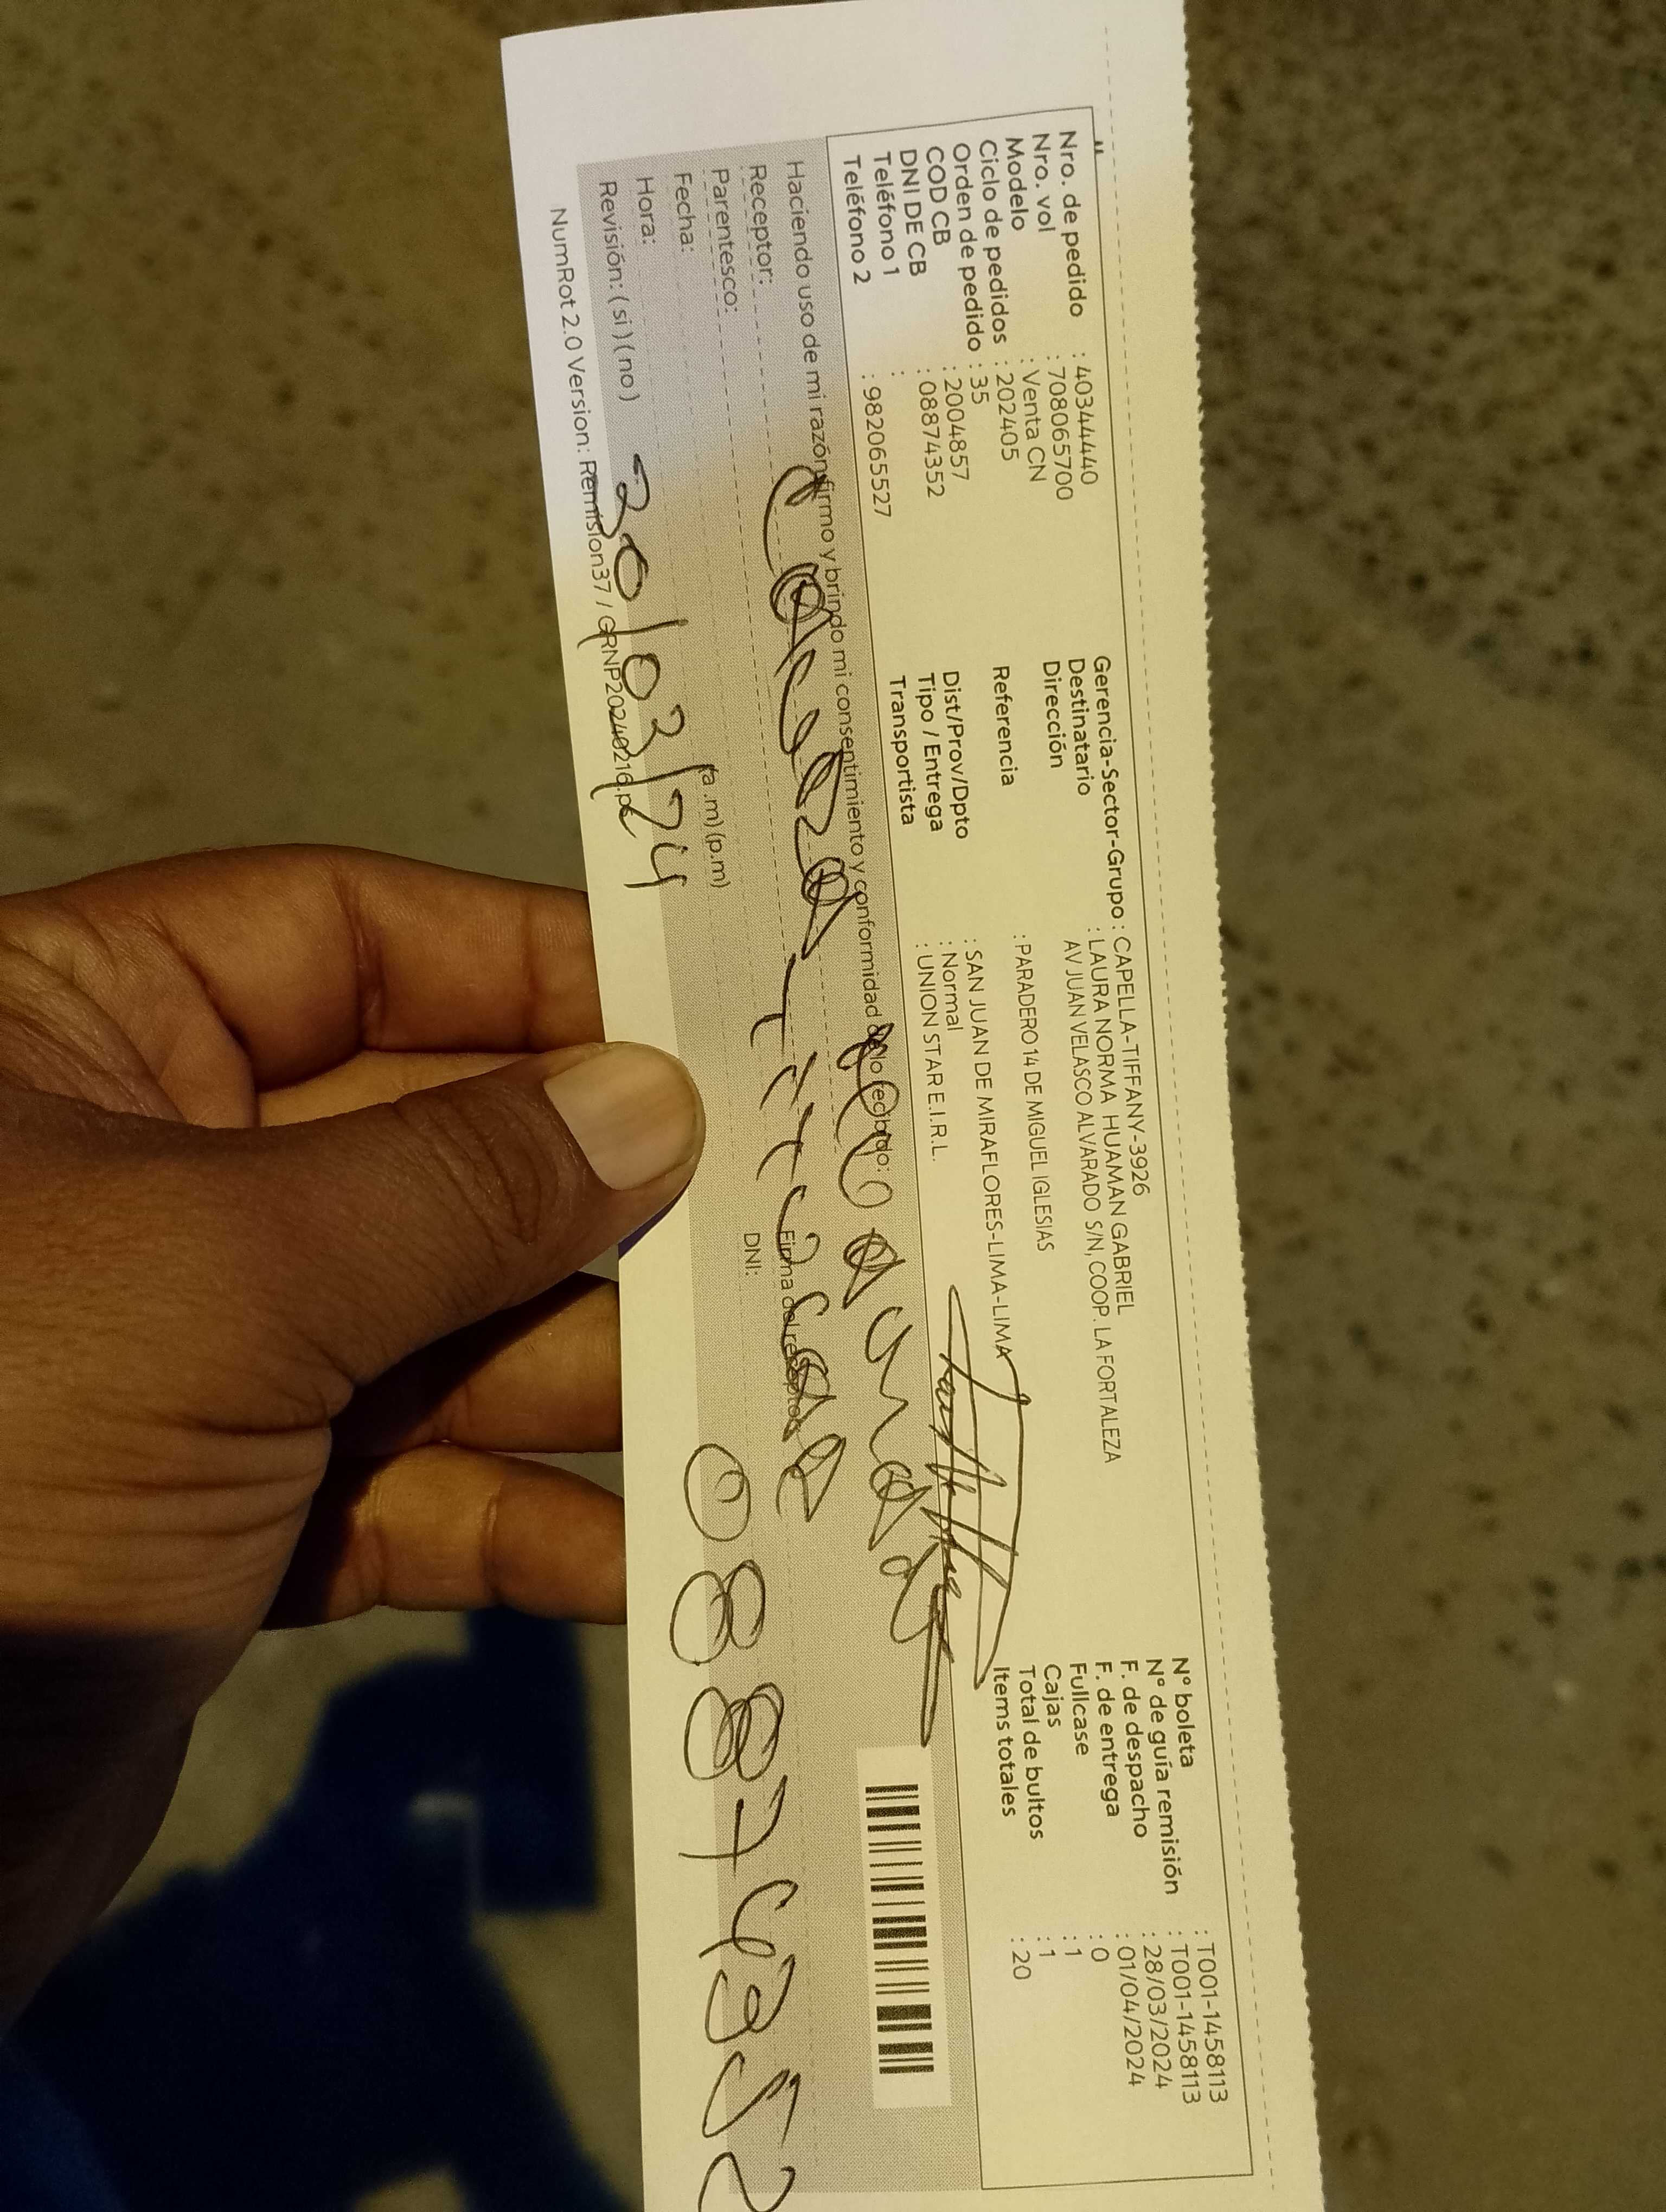 Nro. de pedido : 40344440
Nro. vol : 708065700
Modelo : Venta CN
Ciclo de pedidos : 202405
Orden de pedido : 35
COD CB : 2004857
DNI DE CB : 08874352
Teléfono 1 :
Teléfono 2 : 982065527
Gerencia-Sector-Grupo : CAPELLA-TIFFANY-3926
Destinatario : LAURA NORMA HUAMAN GABRIEL
Dirección AV JUAN VELASCO ALVARADO S/N, COOP. LA FORTALEZA
Referencia : PARADERO 14 DE MIGUEL IGLESIAS
Dist/Prov/Dpto : SAN JUAN DE MIRAFLORES-LIMA-LIMA
Tipo / Entrega : Normal
Transportista : UNION STAR E.I.R.L.
N° boleta : T001-1458113
N° de guía remisión : T001-1458113
F. de despacho : 28/03/2024
F. de entrega : 01/04/2024
Fullcase : 0
Cajas : 1
Total de bultos : 1
Items totales : 20
Haciendo uso de mi razón firmo y brindo mi consentimiento y conformidad de lo recibido:
Receptor:
Parentesco:
Fecha:
Hora: (a.m) (p.m)
Revisión: ( si ) ( no )
Firma del receptor
DNI: 08874352
NumRot 2.0 Version: Remision37 / GRNP20240216.pc